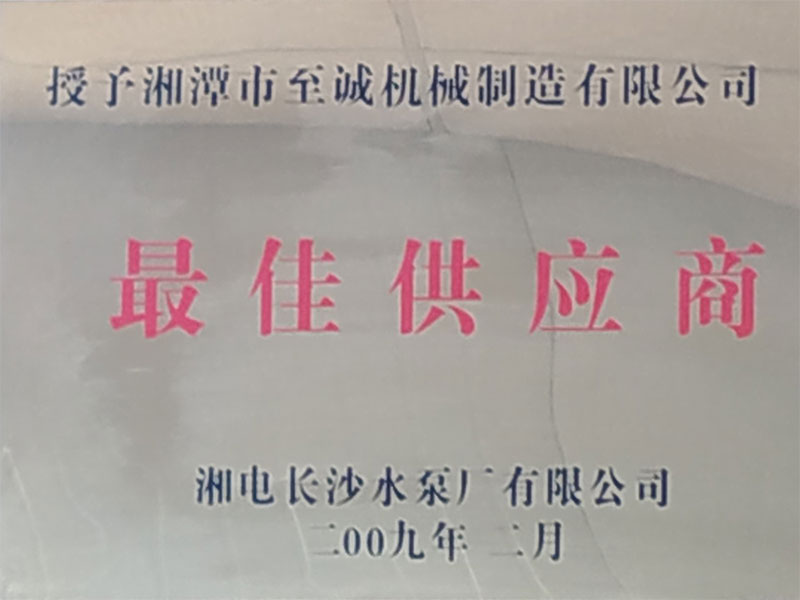 授予湘潭市至诚机械制造有限公司
最佳供应商
湘电长沙水泵厂有限公司
二00九年 二月